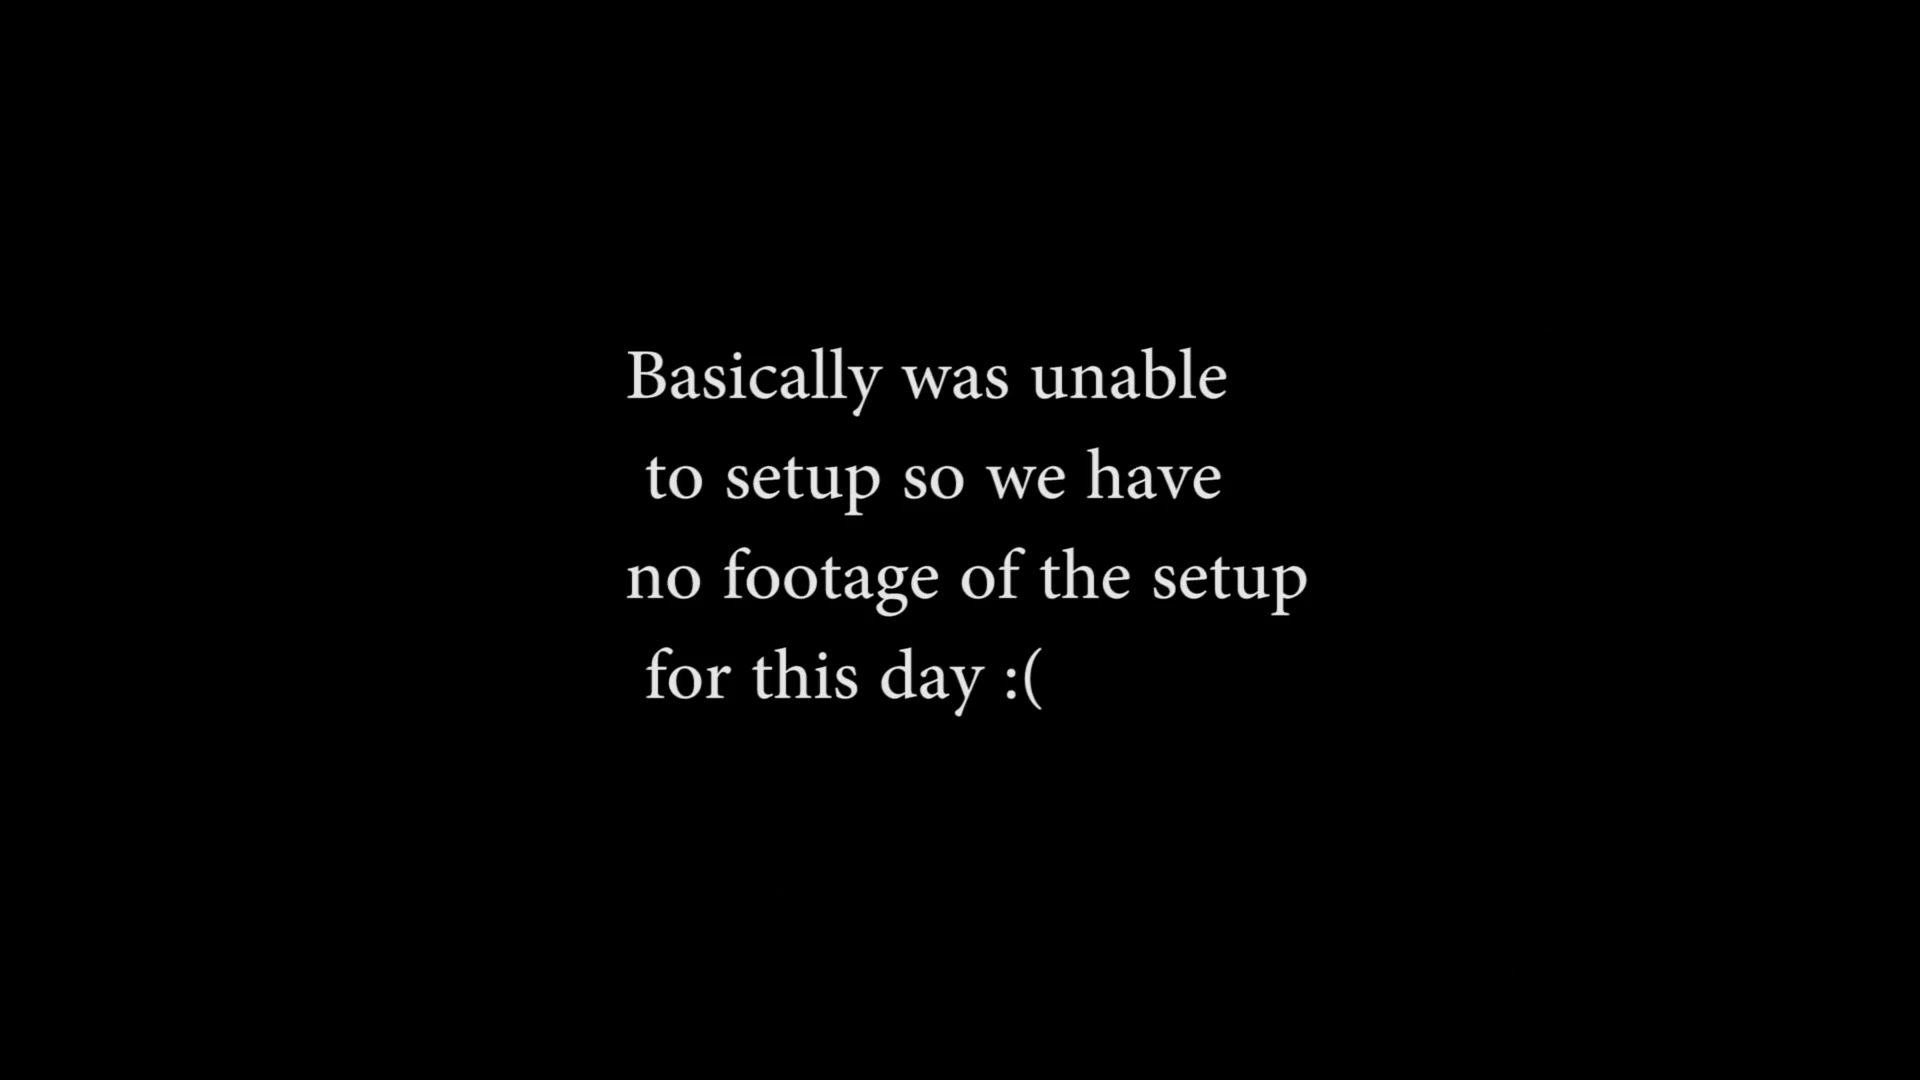 Basically was unable
to setup so we have
no footage of the setup
for this day :(